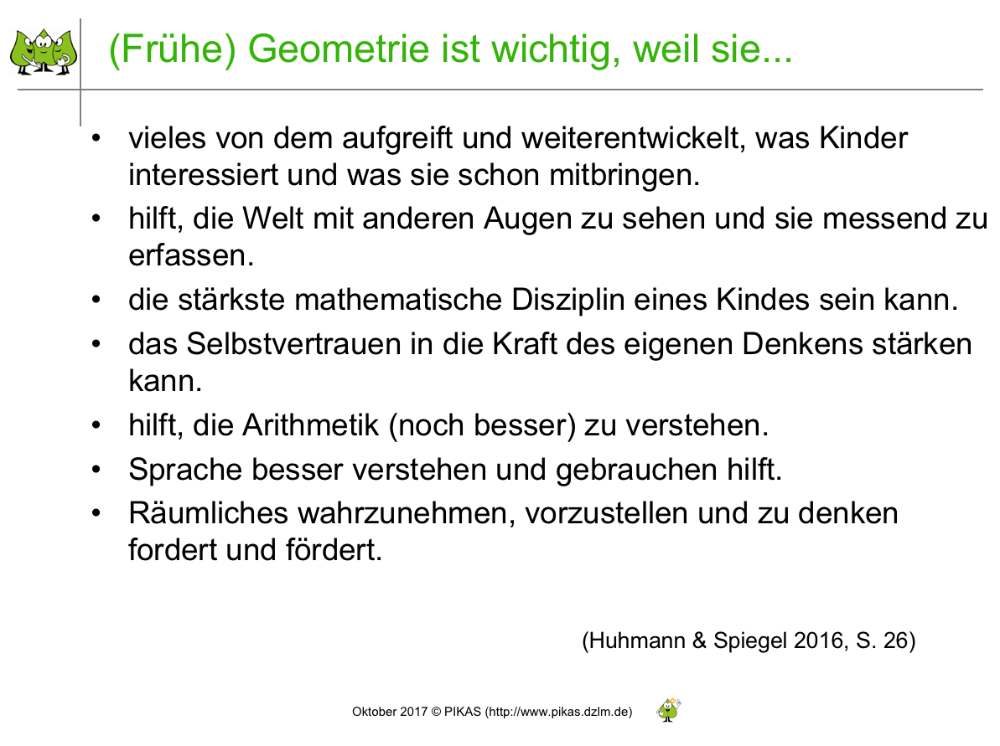 (Frühe) Geometrie ist wichtig, weil sie...
• vieles von dem aufgreift und weiterentwickelt, was Kinder
interessiert und was sie schon mitbringen.
• hilft, die Welt mit anderen Augen zu sehen und sie messend zu
erfassen.
• die stärkste mathematische Disziplin eines Kindes sein kann.
• das Selbstvertrauen in die Kraft des eigenen Denkens stärken
kann.
• hilft, die Arithmetik (noch besser) zu verstehen.
• Sprache besser verstehen und gebrauchen hilft.
• Räumliches wahrzunehmen, vorzustellen und zu denken
fordert und fördert.
(Huhmann & Spiegel 2016, S. 26)
Oktober 2017 © PIKAS (http://www.pikas.dzlm.de)